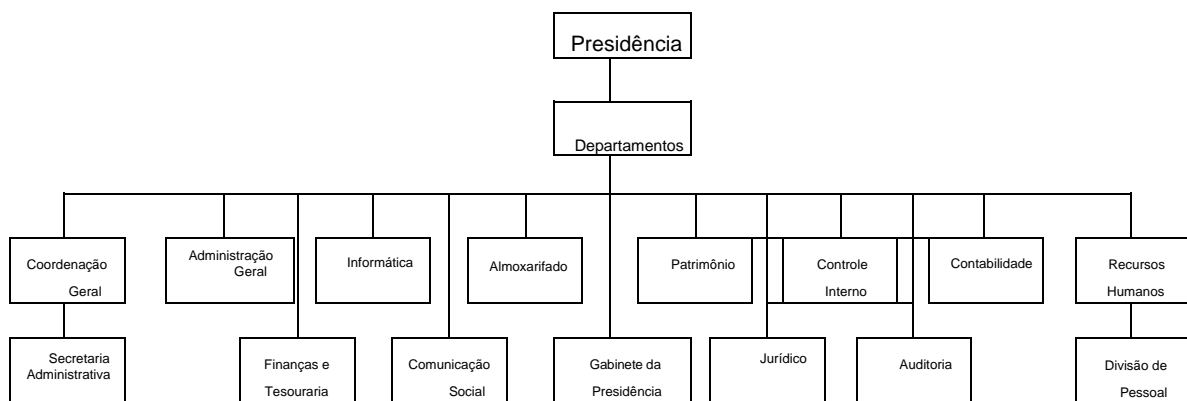 Presidência
Departamentos
Coordenação
Geral
Administração
Geral
Informática
Almoxarifado
Patrimônio
Controle
Interno
Contabilidade
Recursos
Humanos
Secretaria
Administrativa
Finanças e
Tesouraria
Comunicação
Social
Gabinete da
Presidência
Jurídico
Auditoria
Divisão de
Pessoal